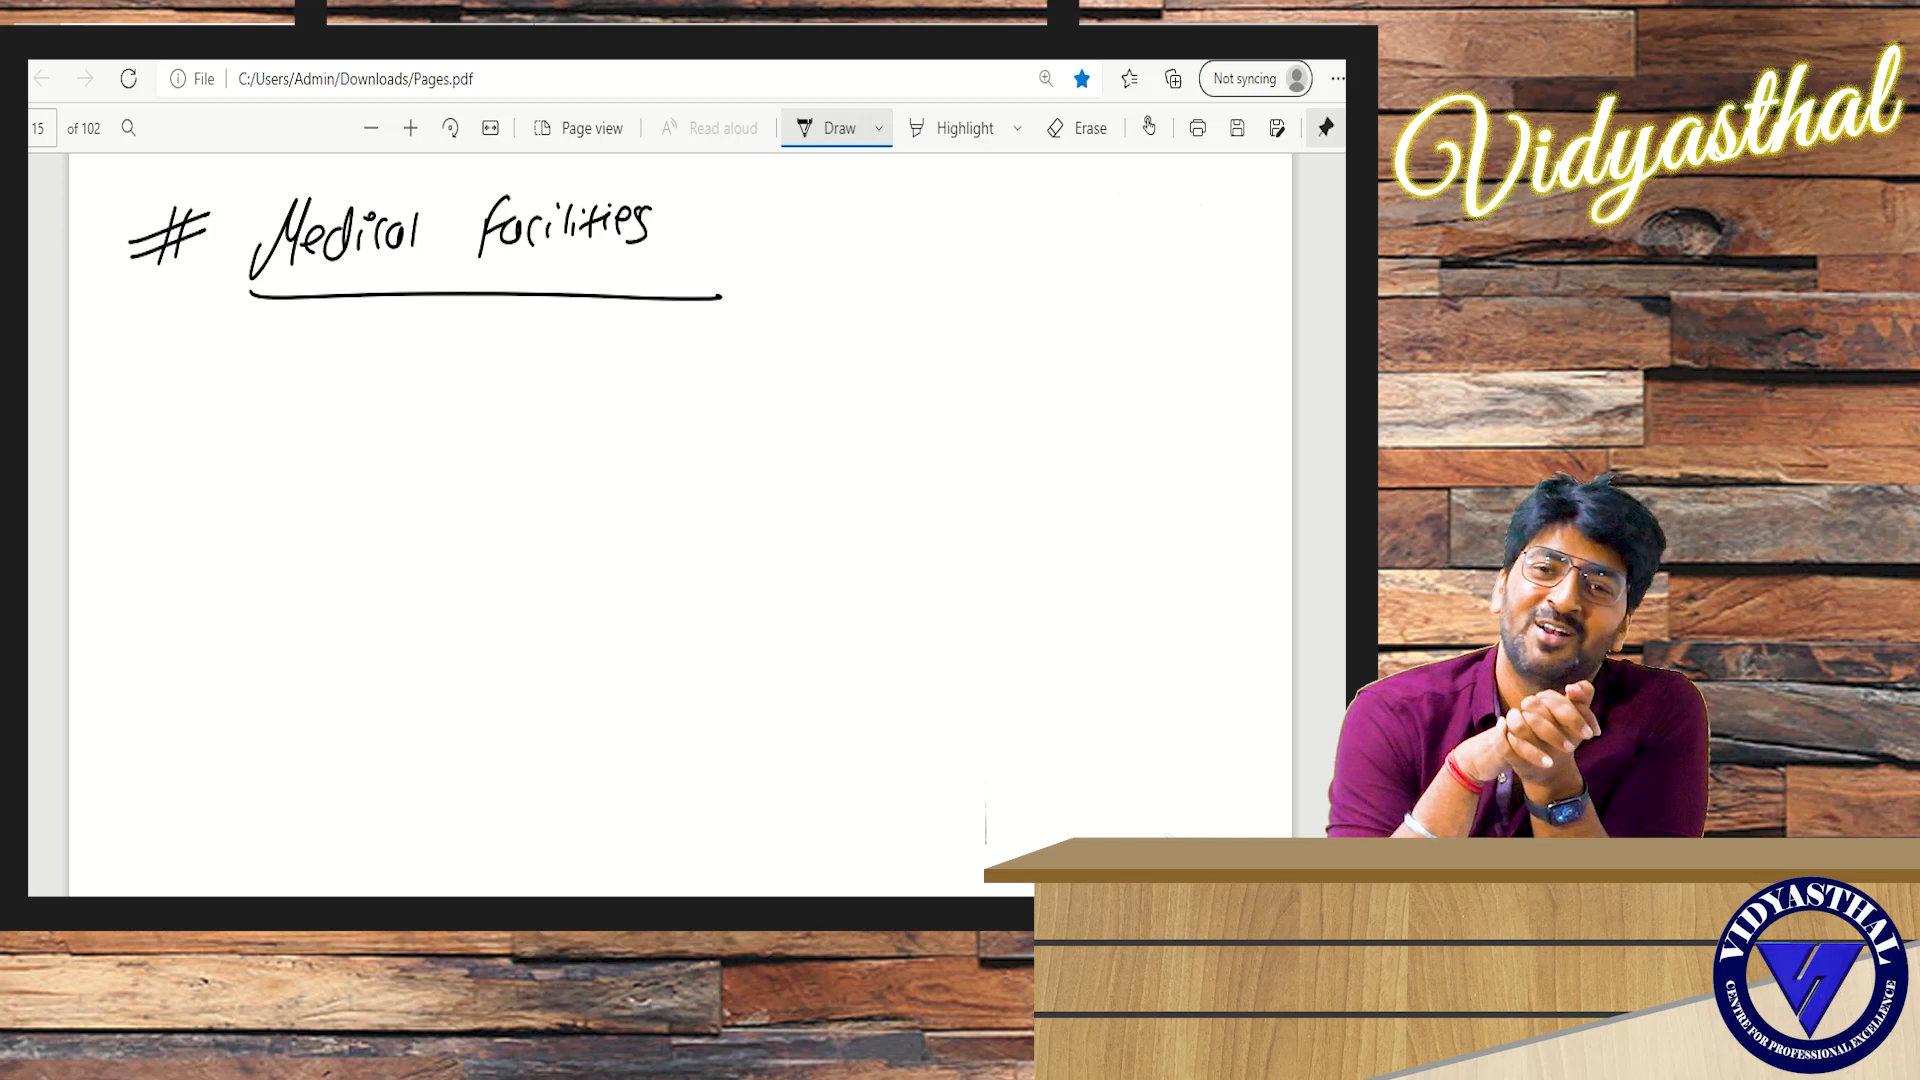 File C:/Users/Admin/Downloads/Pages.pdf Not syncing
15 of 102 Page view Read aloud Draw Highlight Erase
# Medical facilities
Vidyasthal
VIDYASTHAL
CENTRE FOR PROFESSIONAL EXCELLENCE